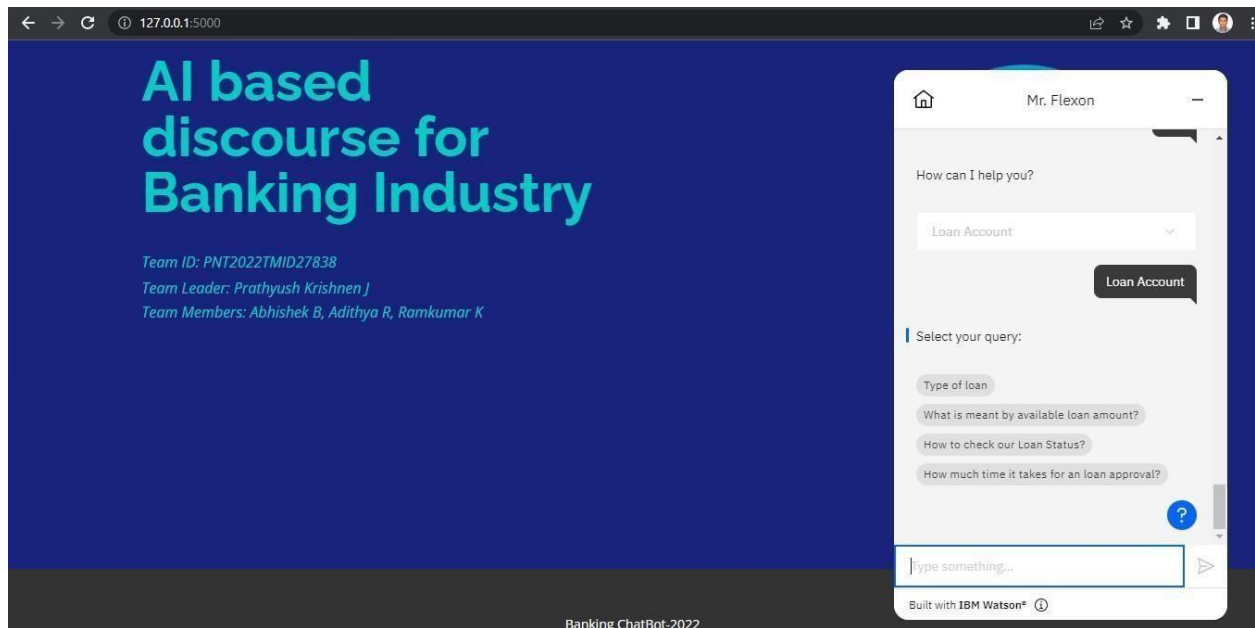 127.0.0.1:5000
AI based
discourse for
Banking Industry
Team ID: PNT2022TMID27838
Team Leader: Prathyush Krishnen J
Team Members: Abhishek B, Adithya R, Ramkumar K
Mr. Flexon
How can I help you?
Loan Account
Loan Account
Select your query:
Type of loan
What is meant by available loan amount?
How to check our Loan Status?
How much time it takes for an loan approval?
?
Type something...
Built with IBM Watson®
Banking ChatBot-2022